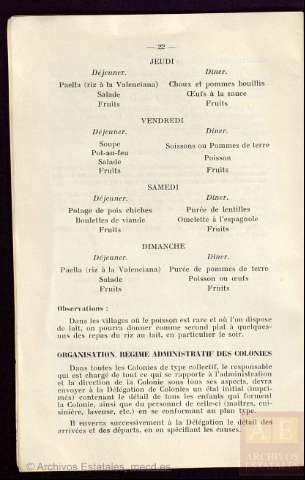 — 22 —
JEUDI
Déjeuner. Dîner.
Paella (riz à la Valenciana) Choux et pommes bouillis
Salade Œufs à la sauce
Fruits Fruits
VENDREDI
Déjeuner. Dîner.
Soupe Soissons ou Pommes de terre
Pot-au-feu
Salade Poisson
Fruits Fruits
SAMEDI
Déjeuner. Dîner.
Potage de pois chiches Purée de lentilles
Boulettes de viande Omelette à l'espagnole
Fruits Fruits
DIMANCHE
Déjeuner. Dîner.
Paella (riz à la Valenciana) Purée de pommes de terre
Salade Poisson ou œufs
Fruits Fruits
Observations :
Dans les villages où le poisson est rare et où l'on dispose
de lait, on pourra donner comme second plat à quelques-
uns des repas du riz au lait, en particulier le soir.
ORGANISATION. REGIME ADMINISTRATIF DES COLONIES
Dans toutes les Colonies de type collectif, le responsable
qui est chargé de tout ce qui se rapporte à l'administration
et la direction de la Colonie sous tous ses aspects, devra
envoyer à la Délégation de Colonies un état initial (impri-
més) contenant le détail de tous les enfants qui forment
la Colonie, ainsi que du personnel de celle-ci (maîtres, cui-
sinière, laveuse, etc.) en se conformant au plan type.
Il enverra successivement à la Délégation le détail des
arrivées et des départs, en en spécifiant les causes.
AE
ARCHIVOS
© Archivos Estatales, mecd.es